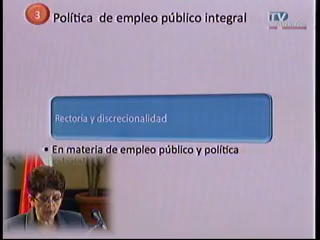 3
Política de empleo público integral
TV
Rectoría y discrecionalidad
• En materia de empleo público y política